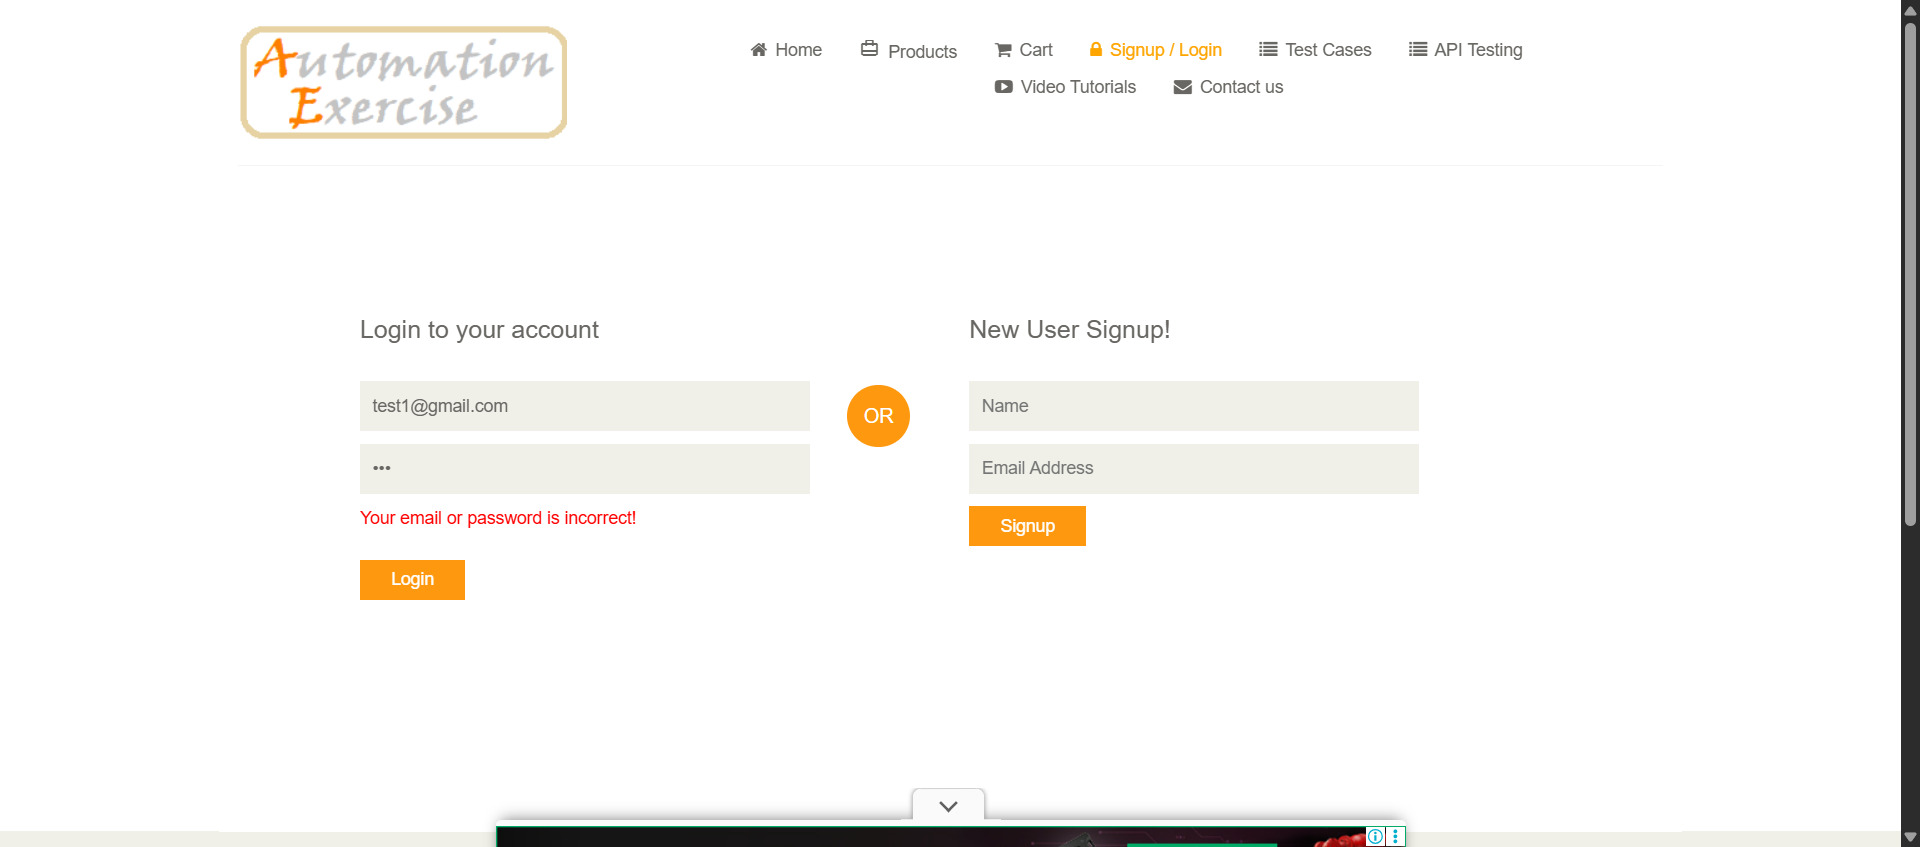 Automation
Exercise
Home
Products
Cart
Signup / Login
Test Cases
API Testing
Video Tutorials
Contact us
Login to your account
New User Signup!
test1@gmail.com
•••
OR
Name
Email Address
Your email or password is incorrect!
Signup
Login